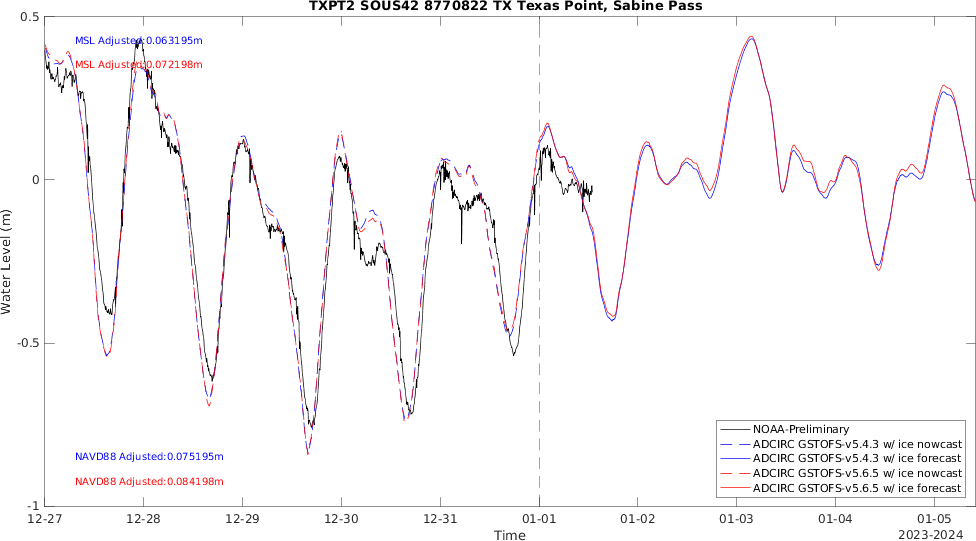 TXPT2 SOUS42 8770822 TX Texas Point, Sabine Pass
0.5
MSL Adjusted:0.063195m
MSL Adjusted:0.072198m
0
Water Level (m)
-0.5
NOAA-Preliminary
ADCIRC GSTOFS-v5.4.3 w/ ice nowcast
ADCIRC GSTOFS-v5.4.3 w/ ice forecast
ADCIRC GSTOFS-v5.6.5 w/ ice nowcast
ADCIRC GSTOFS-v5.6.5 w/ ice forecast
NAVD88 Adjusted:0.075195m
NAVD88 Adjusted:0.084198m
-1
12-27 12-28 12-29 12-30 12-31 01-01 01-02 01-03 01-04 01-05
Time
2023-2024